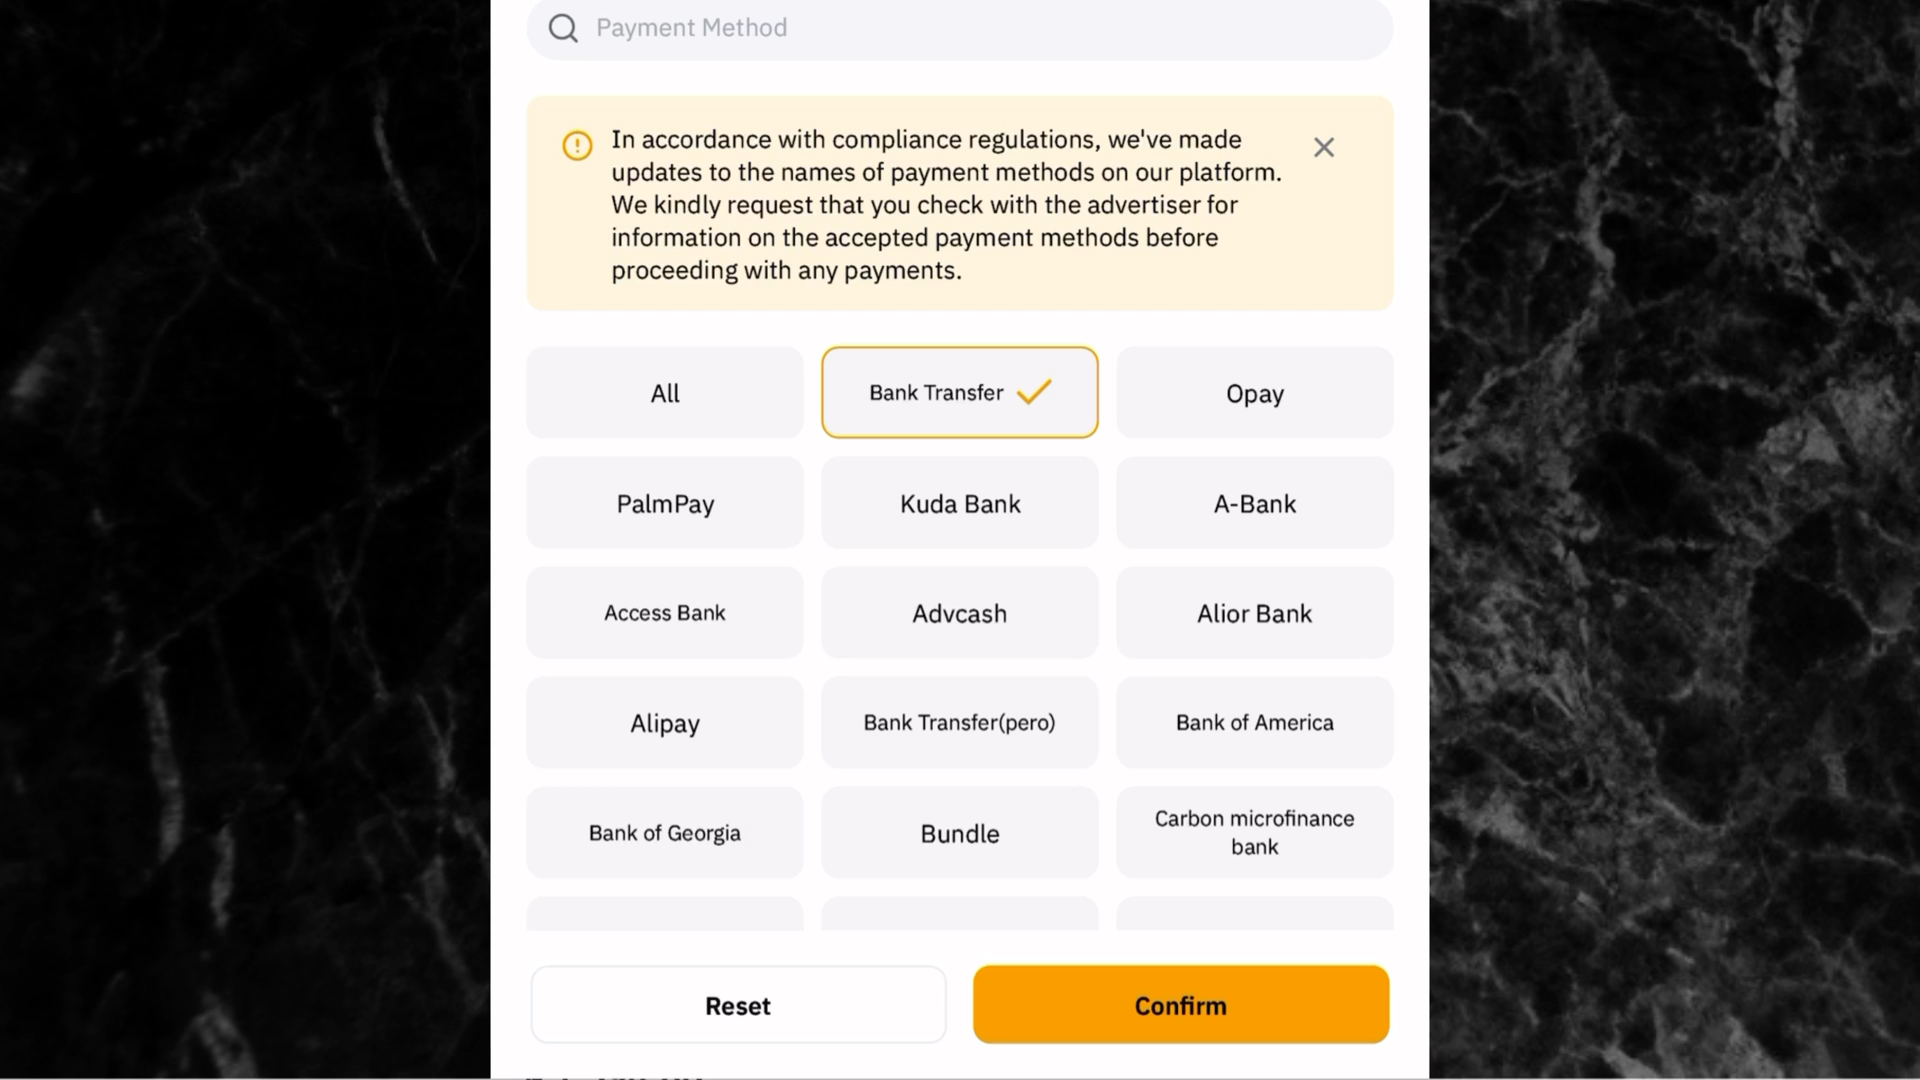 Payment Method
In accordance with compliance regulations, we've made
updates to the names of payment methods on our platform.
We kindly request that you check with the advertiser for
information on the accepted payment methods before
proceeding with any payments.
All
Bank Transfer
Opay
PalmPay
Kuda Bank
A-Bank
Access Bank
Advcash
Alior Bank
Alipay
Bank Transfer(pero)
Bank of America
Bank of Georgia
Bundle
Carbon microfinance
bank
Reset
Confirm